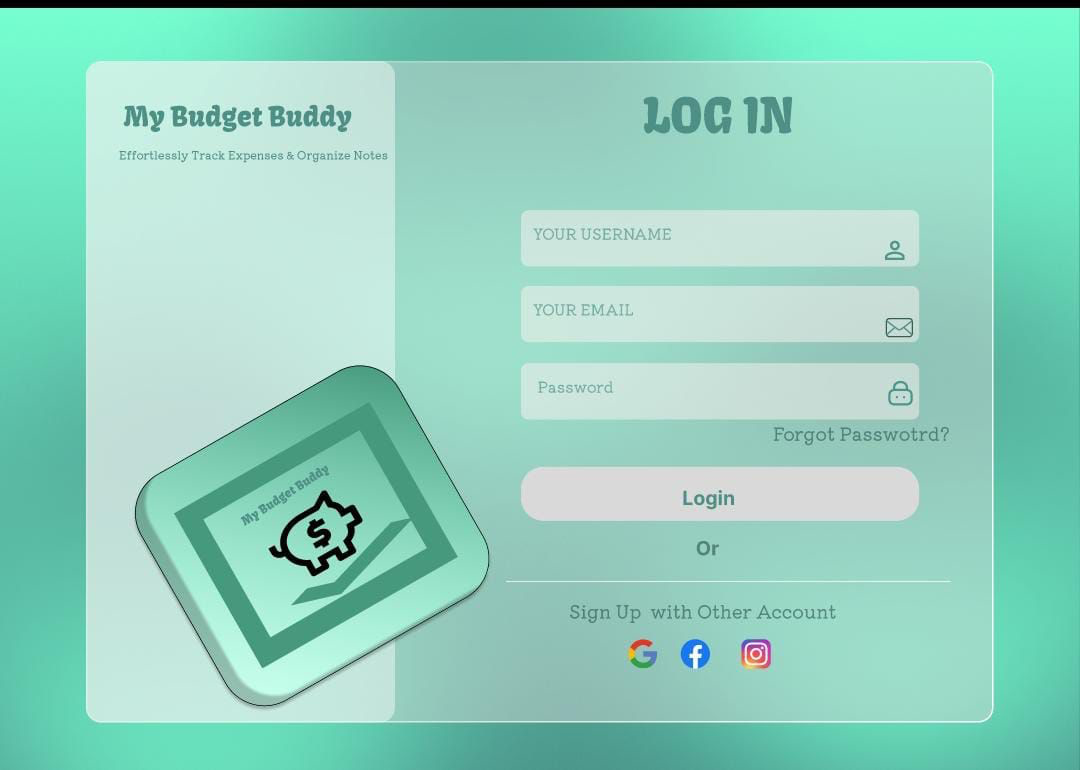 My Budget Buddy
Effortlessly Track Expenses & Organize Notes
My Budget Buddy
$
LOG IN
YOUR USERNAME
YOUR EMAIL
Password
Forgot Passwotrd?
Login
Or
Sign Up with Other Account